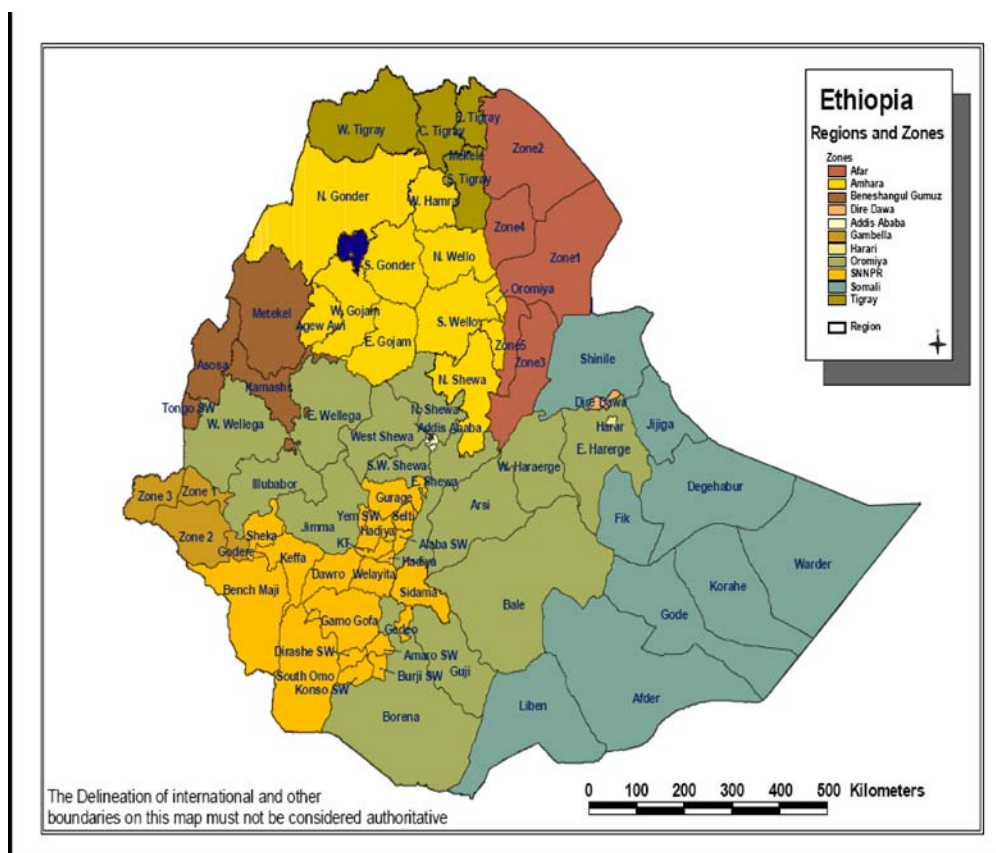 Ethiopia
Regions and Zones
Zones
Afar
Amhara
Beneshangul Gumuz
Dire Dawa
Addis Ababa
Gambella
Harari
Oromiya
SNNPR
Somali
Tigray
Region
E. Tigray
W. Tigray
C. Tigray
Mekele
Zone2
S. Tigray
N. Gonder
W. Hamra
Zone4
N. Wello
Zone1
S. Gonder
Oromiya
Metekel
W. Gojam
Agew Awi
S. Wello
E. Gojam
Zone5
Zone3
Shinile
Asosa
Kamashi
N. Shewa
Dire Dawa
Tongo SW
N. Shewa
E. Wellega
Addis Ababa
Harar
Jijiga
W. Wellega
West Shewa
E. Harerge
S.W. Shewa
W. Haraerge
E. Shewa
Illubabor
Degehabur
Zone 3
Zone 1
Gurage
Arsi
Yem SW
Selti
Fik
Jimma
Hadiya
Zone 2
Sheka
KT
Alaba SW
Godere
Keffa
Hadiya
Warder
Dawro
Welayita
Korahe
Bench Maji
Sidama
Bale
Gode
Gamo Gofa
Gedeo
Dirashe SW
Amaro SW
Guji
South Omo
Burji SW
Konso SW
Afder
Liben
Borena
0 100 200 300 400 500 Kilometers
The Delineation of international and other
boundaries on this map must not be considered authoritative